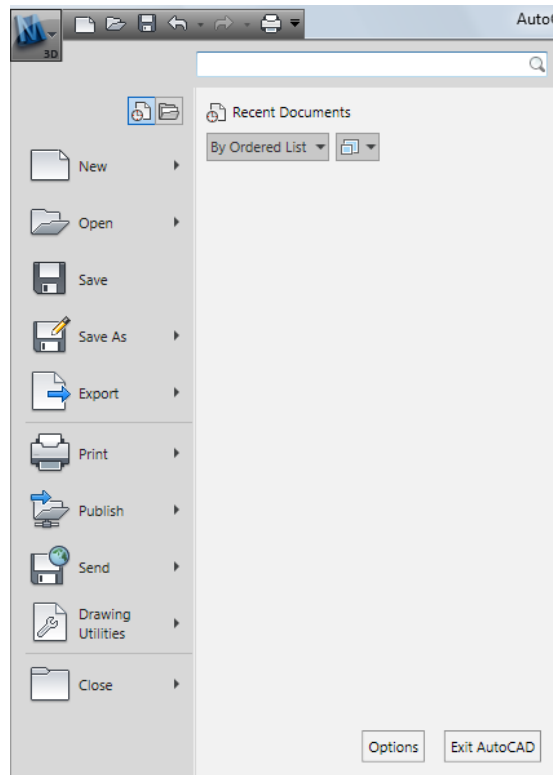 Auto
3D
Recent Documents
By Ordered List
New
Open
Save
Save As
Export
Print
Publish
Send
Drawing
Utilities
Close
Options
Exit AutoCAD